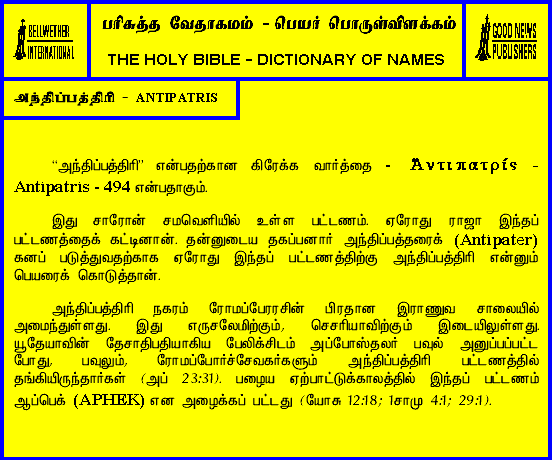 BELLWETHER
INTERNATIONAL
பரிசுத்த வேதாகமம் - பெயர் பொருள்விளக்கம்
THE HOLY BIBLE - DICTIONARY OF NAMES
GOOD NEWS
PUBLISHERS
அந்திப்பத்திரி - ANTIPATRIS
“அந்திப்பத்திரி” என்பதற்கான கிரேக்க வார்த்தை - Ἀντιπατρίς -
Antipatris - 494 என்பதாகும்.
இது சாரோன் சமவெளியில் உள்ள பட்டணம். ஏரோது ராஜா இந்தப்
பட்டணத்தைக் கட்டினான். தன்னுடைய தகப்பனார் அந்திப்பத்தரைக் (Antipater)
கனப் படுத்துவதற்காக ஏரோது இந்தப் பட்டணத்திற்கு அந்திப்பத்திரி என்னும்
பெயரைக் கொடுத்தான்.
அந்திப்பத்திரி நகரம் ரோமப்பேரரசின் பிரதான இராணுவ சாலையில்
அமைந்துள்ளது. இது எருசலேமிற்கும், செசரியாவிற்கும் இடையிலுள்ளது.
யூதேயாவின் தேசாதிபதியாகிய பேலிக்சிடம் அப்போஸ்தலர் பவுல் அனுப்பப்பட்ட
போது, பவுலும், ரோமப்போர்ச்சேவகர்களும் அந்திப்பத்திரி பட்டணத்தில்
தங்கியிருந்தார்கள் (அப் 23:31). பழைய ஏற்பாட்டுக்காலத்தில் இந்தப் பட்டணம்
ஆப்பெக் (APHEK) என அழைக்கப் பட்டது (யோசு 12:18; 1சாமு 4:1; 29:1).